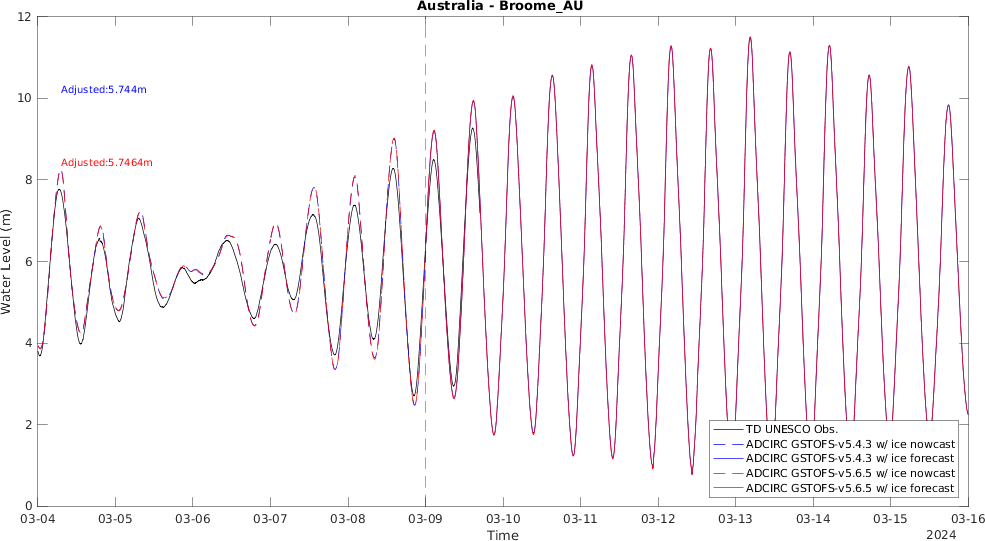 Australia - Broome_AU
12
10
8
6
4
2
0
Water Level (m)
Adjusted:5.744m
Adjusted:5.7464m
TD UNESCO Obs.
ADCIRC GSTOFS-v5.4.3 w/ ice nowcast
ADCIRC GSTOFS-v5.4.3 w/ ice forecast
ADCIRC GSTOFS-v5.6.5 w/ ice nowcast
ADCIRC GSTOFS-v5.6.5 w/ ice forecast
03-04 03-05 03-06 03-07 03-08 03-09 03-10 03-11 03-12 03-13 03-14 03-15 03-16
Time
2024